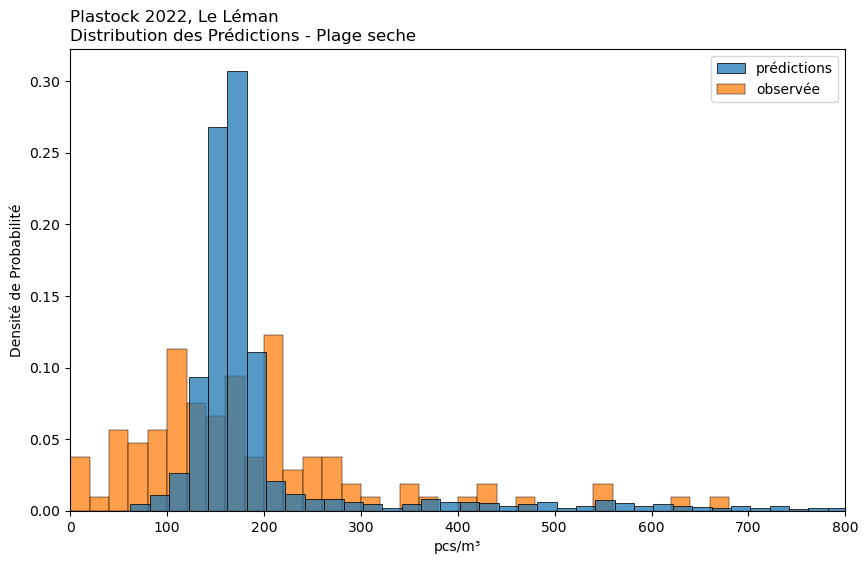 Plastock 2022, Le Léman
Distribution des Prédictions - Plage seche
prédictions
observée
Densité de Probabilité
0.30
0.25
0.20
0.15
0.10
0.05
0.00
0 100 200 300 400 500 600 700 800
pcs/m³